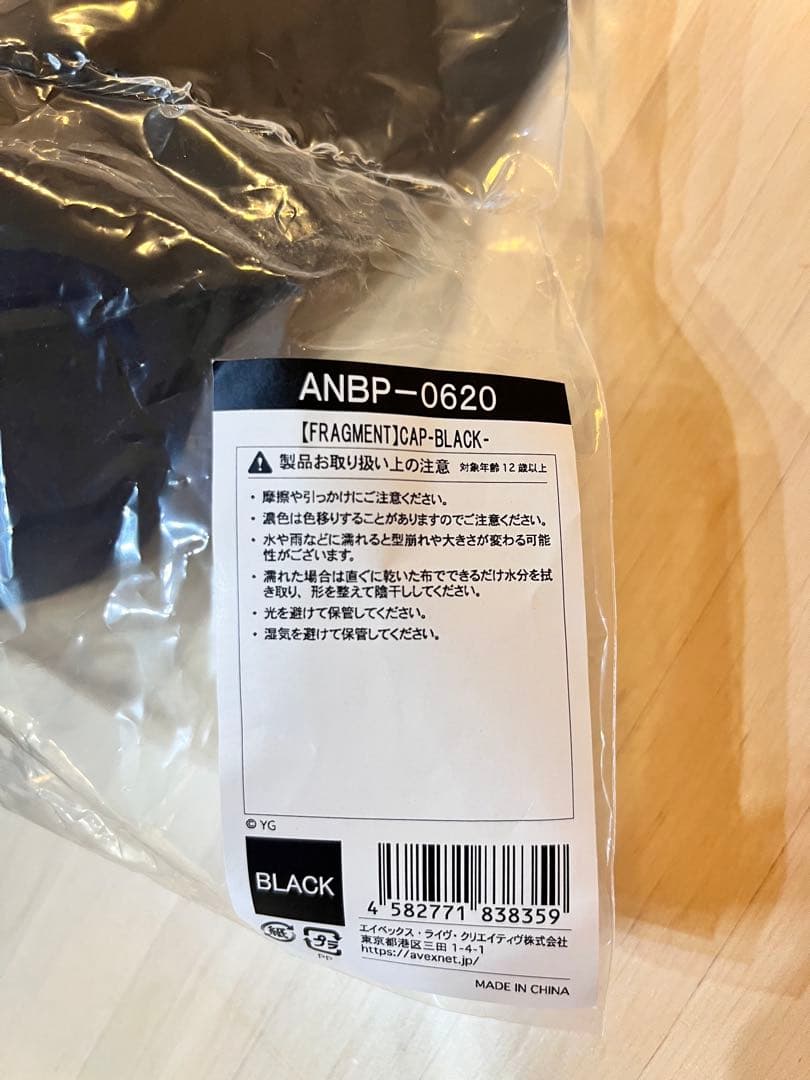 ANBP-0620
【FRAGMENT】CAP-BLACK-
製品お取り扱い上の注意 対象年齢12歳以上
・摩擦や引っかけにご注意ください。
・濃色は色移りすることがありますのでご注意ください。
・水や雨などに濡れると型崩れや大きさが変わる可能
性がございます。
・濡れた場合は直ぐに乾いた布でできるだけ水分を拭
き取り、形を整えて陰干ししてください。
・光を避けて保管してください。
・湿気を避けて保管してください。
© YG
BLACK
4 582771 838359
紙
プラ
PP
エイベックス・ライヴ・クリエイティヴ株式会社
東京都港区三田 1-4-1
https://avexnet.jp/
MADE IN CHINA